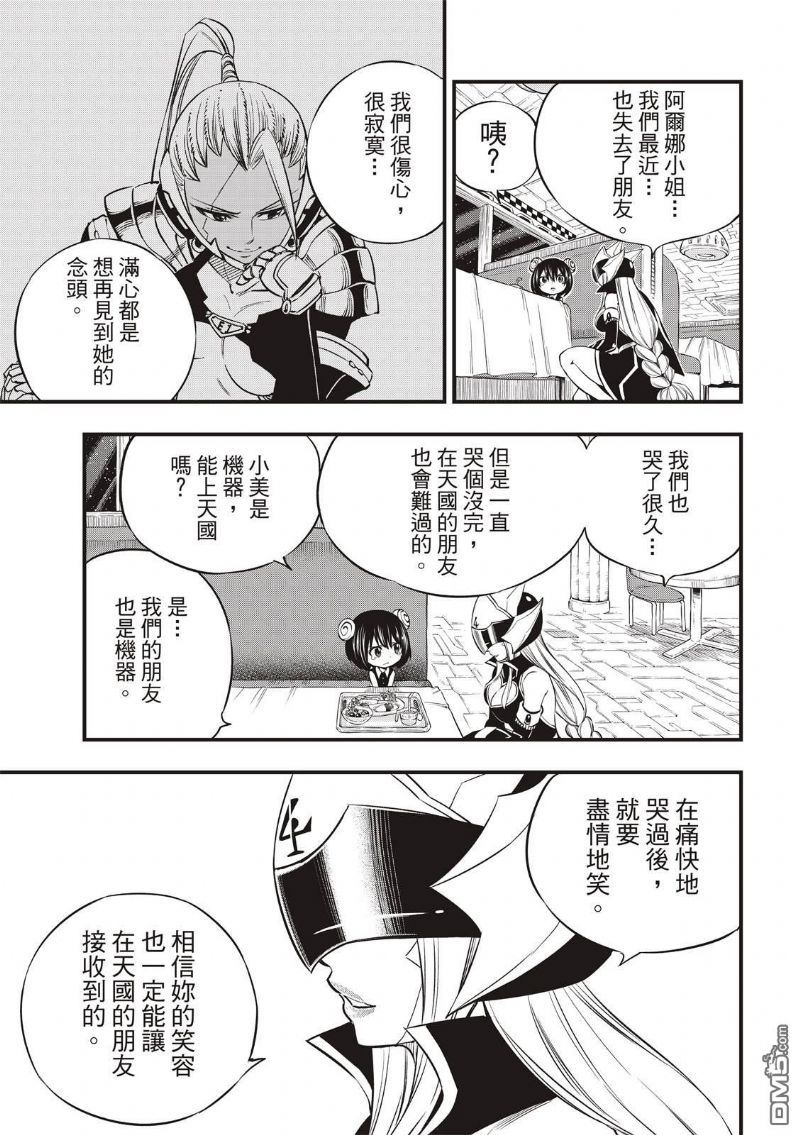 阿爾娜小姐…
我們最近…
也失去了朋友。
咦？
我們很傷心，
很寂寞…
滿心都是
想再見到她的
念頭。
我們也
哭了很久…
但是一直
哭個沒完，
在天國的朋友
也會難過的。
小美是
機器，
能上天國
嗎？
是…
我們的朋友
也是機器。
在痛快地
哭過後，
就要
盡情地笑。
相信妳的笑容
也一定能讓
在天國的朋友
接收到的。
DM5.com